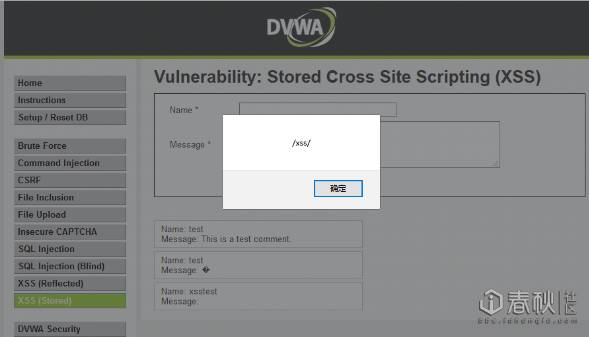 DVWA
Vulnerability: Stored Cross Site Scripting (XSS)
Home
Instructions
Setup / Reset DB
Brute Force
Command Injection
CSRF
File Inclusion
File Upload
Insecure CAPTCHA
SQL Injection
SQL Injection (Blind)
XSS (Reflected)
XSS (Stored)
DVWA Security
Name *
Message *
/xss/
确定
Name: test
Message: This is a test comment.
Name: test
Message: �
Name: xsstest
Message:
春秋社区
bbs.ichunqiu.com